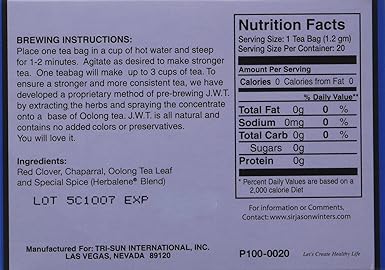 BREWING INSTRUCTIONS:
Place one tea bag in a cup of hot water and steep
for 1-2 minutes. Agitate as desired to make stronger
tea. One teabag will make up to 3 cups of tea. To
ensure a stronger and more consistent tea, we have
developed a proprietary method of pre-brewing J.W.T.
by extracting the herbs and spraying the concentrate
onto a base of Oolong tea. J.W.T. is all natural and
contains no added colors or preservatives.
You will love it.
Ingredients:
Red Clover, Chaparral, Oolong Tea Leaf
and Special Spice (Herbalene® Blend)
LOT 5C1007 EXP
Manufactured For: TRI-SUN INTERNATIONAL, INC.
LAS VEGAS, NEVADA 89120
Nutrition Facts
Serving Size: 1 Tea Bag (1.2 gm)
Serving Size Per Container: 20
Amount Per Serving
Calories 0 Calories from Fat 0
% Daily Value**
Total Fat 0g 0 %
Sodium 0mg 0 %
Total Carb 0g 0 %
Sugars 0g
Protein 0g
* Percent Daily Values are based on a
2,000 calorie Diet
For information or Comments,
Contact: www.sirjasonwinters.com
P100-0020 Let's Create Healthy Life